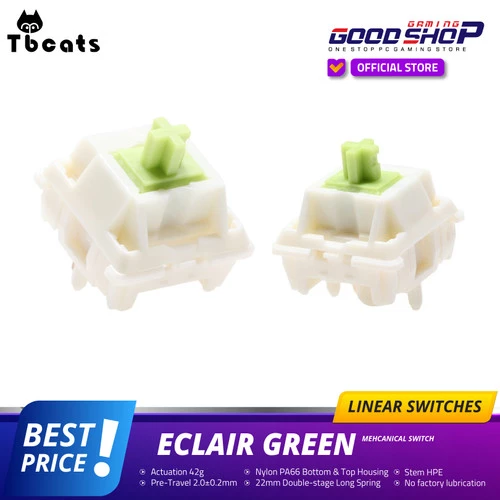 Tbcats
GAMING
GOODSHOP
ONE STOP PC GAMING STORE
OFFICIAL STORE
LINEAR SWITCHES
BEST
PRICE!
ECLAIR GREEN MEHCANICAL SWITCH
• Actuation 42g • Nylon PA66 Bottom & Top Housing • Stem HPE
• Pre-Travel 2.0±0.2mm • 22mm Double-stage Long Spring • No factory lubrication